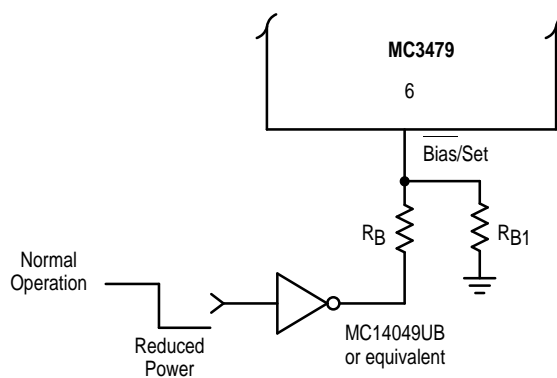 MC3479
6
Bias/Set
RB
RB1
Normal
Operation
Reduced
Power
MC14049UB
or equivalent